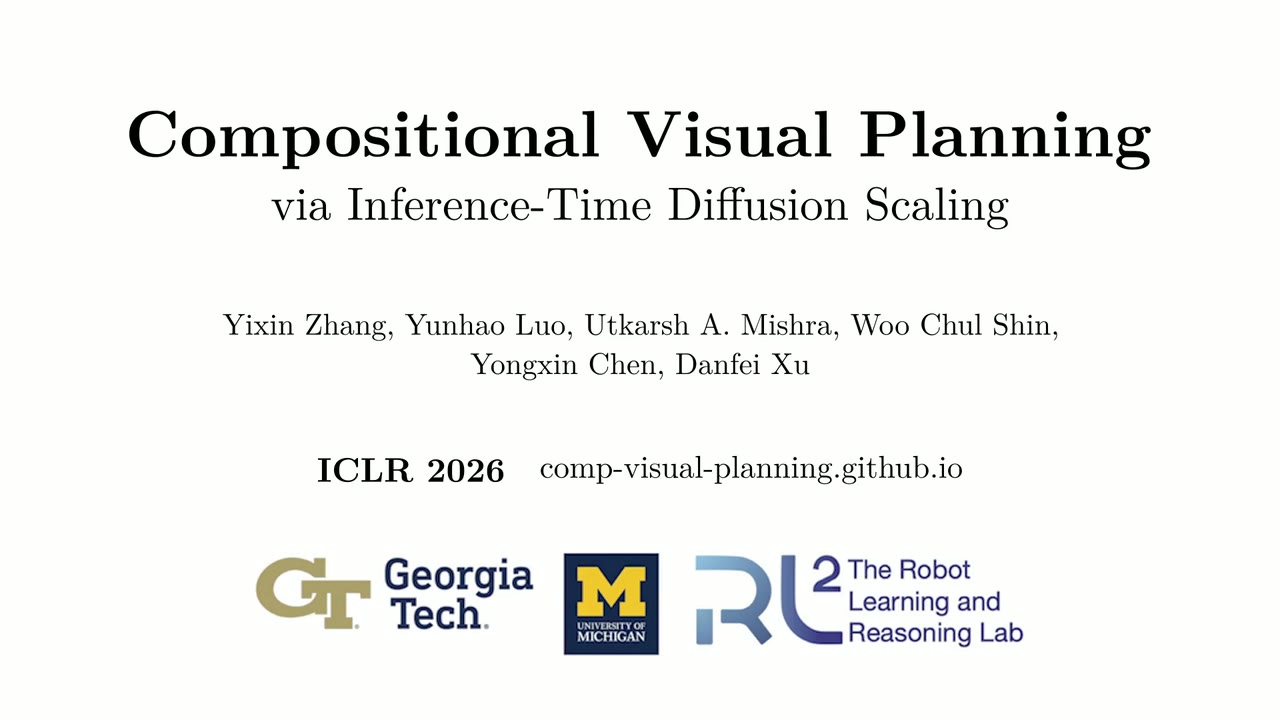 Compositional Visual Planning
via Inference-Time Diffusion Scaling
Yixin Zhang, Yunhao Luo, Utkarsh A. Mishra, Woo Chul Shin,
Yongxin Chen, Danfei Xu
ICLR 2026 comp-visual-planning.github.io
GT Georgia
Tech
M
UNIVERSITY OF
MICHIGAN
RL2
The Robot
Learning and
Reasoning Lab